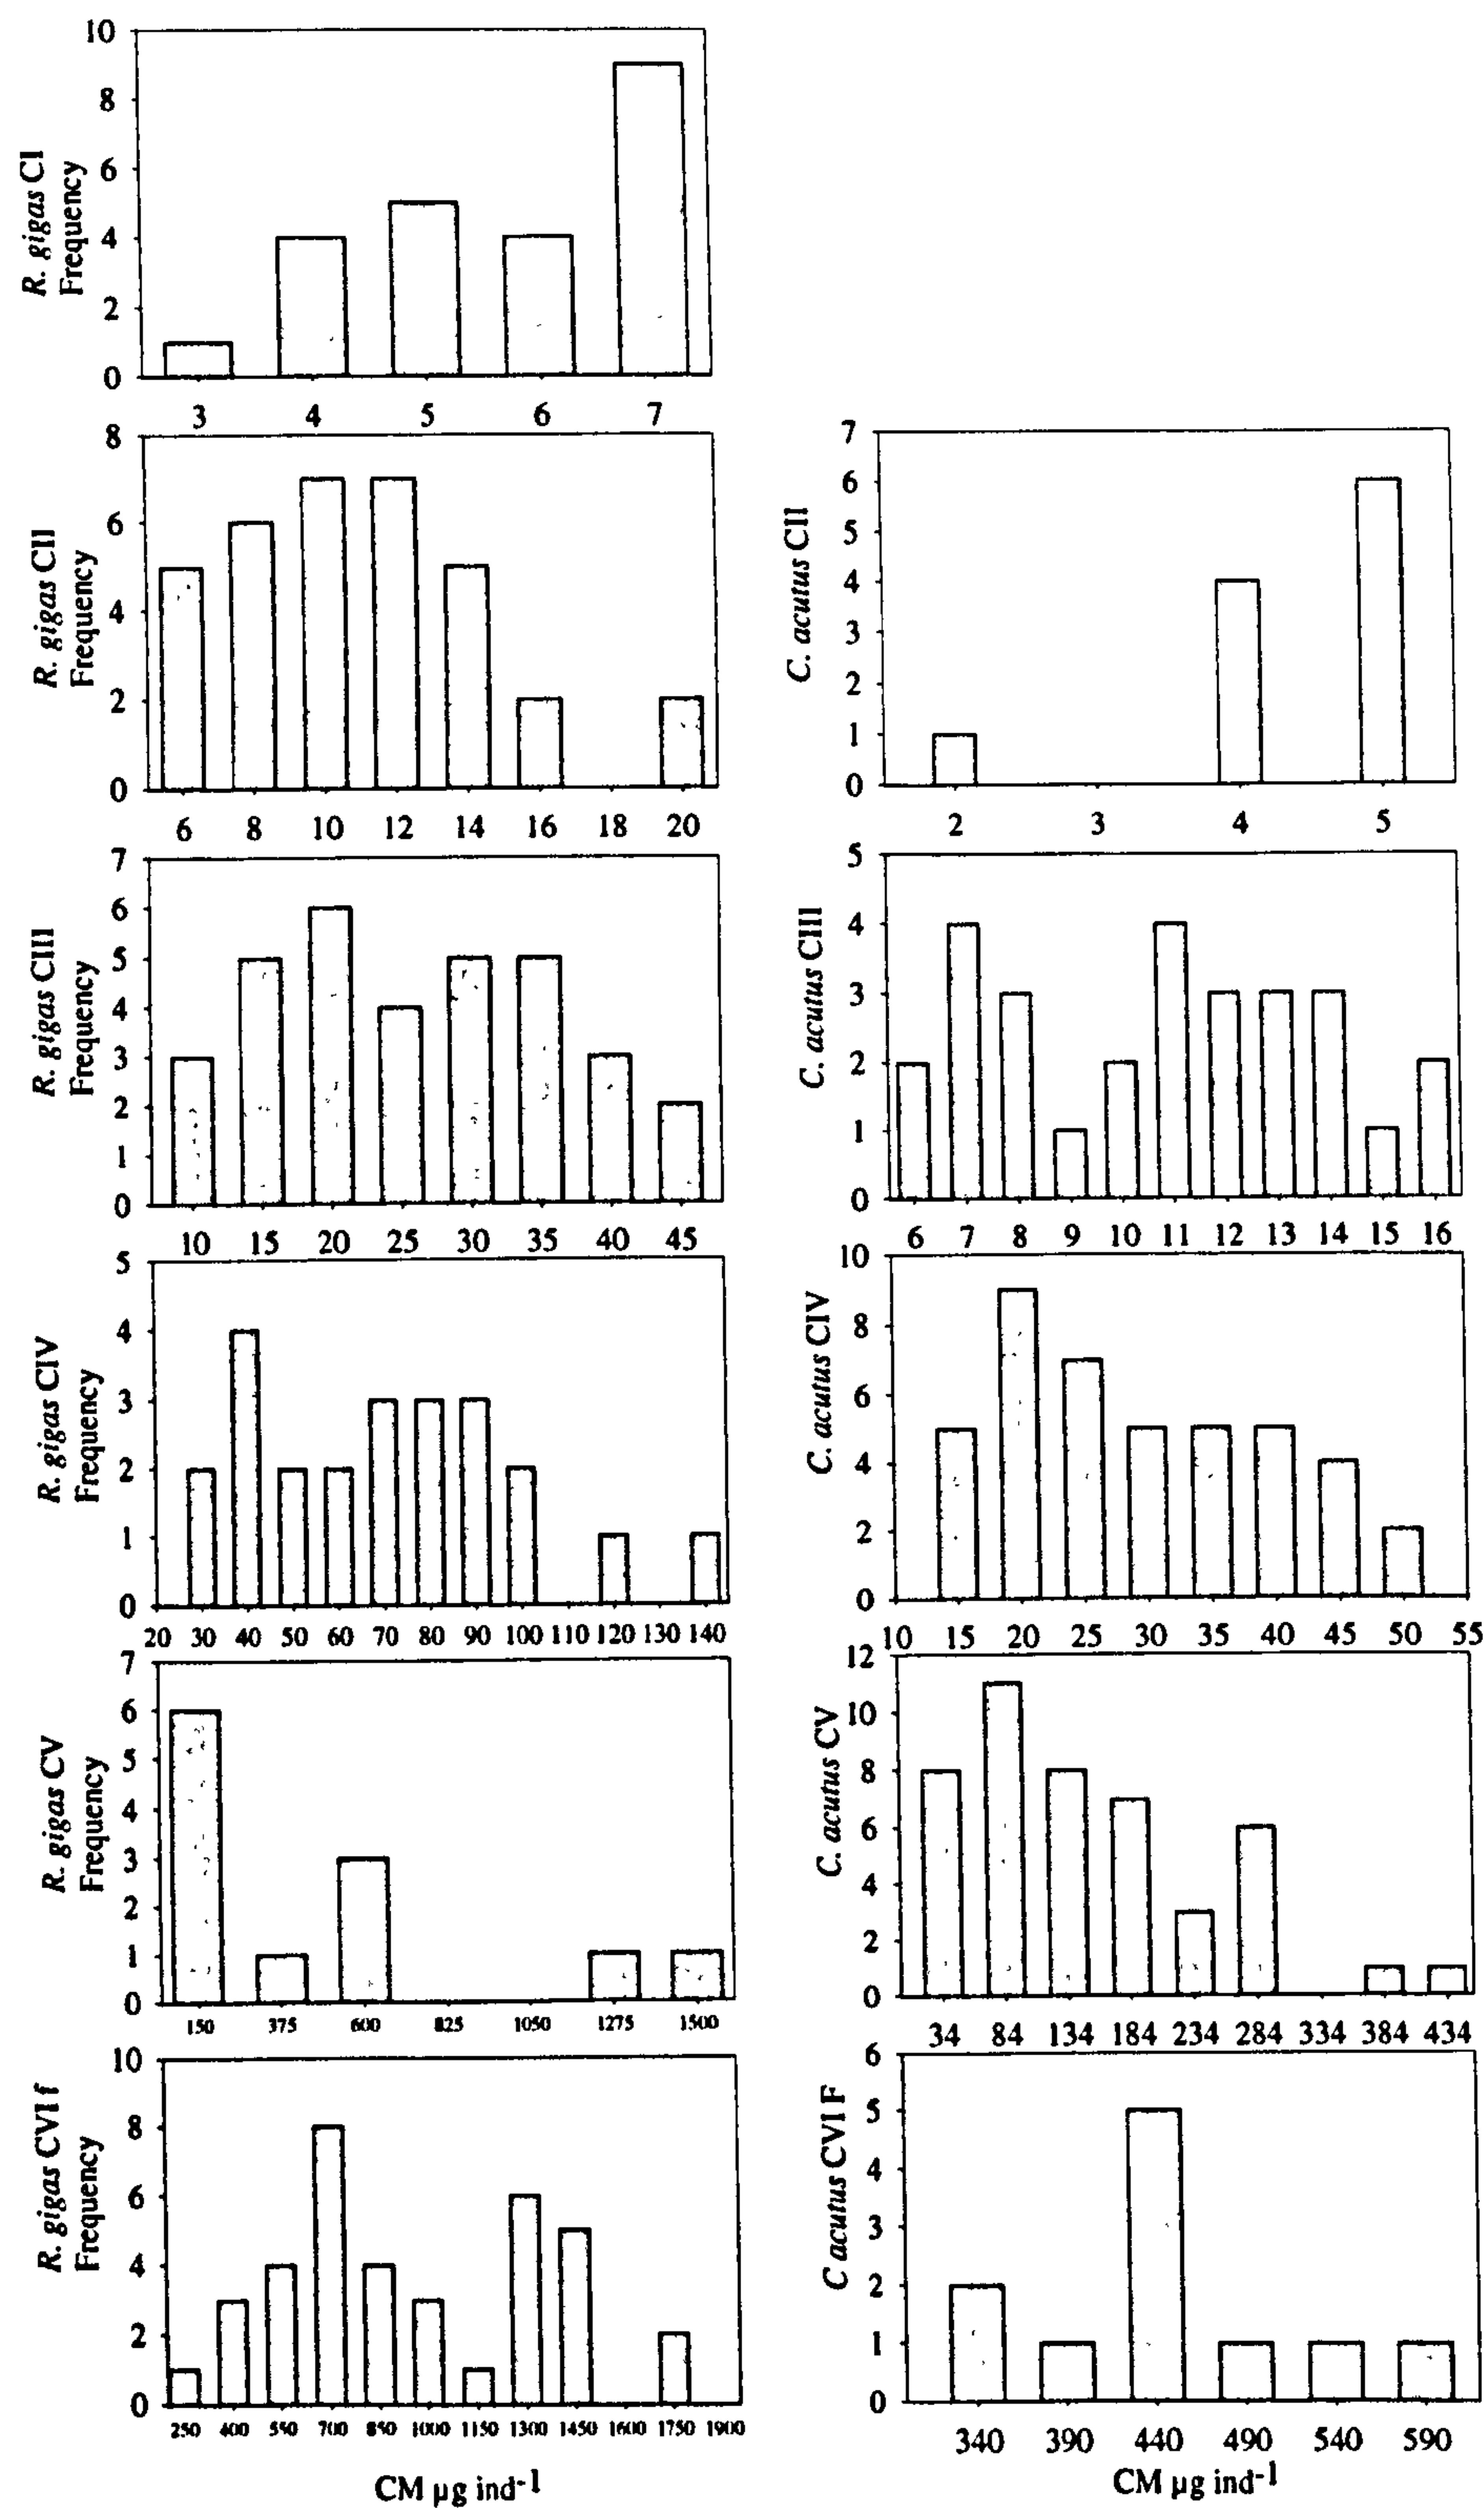 R. gigas CI
Frequency
10
8
6
4
2
0
3 4 5 6 7
R. gigas CII
Frequency
8
6
4
2
0
6 8 10 12 14 16 18 20
C. acutus CII
7
6
5
4
3
2
1
0
2 3 4 5
R. gigas CIII
Frequency
7
6
5
4
3
2
1
0
10 15 20 25 30 35 40 45
C. acutus CIII
5
4
3
2
1
0
6 7 8 9 10 11 12 13 14 15 16
R. gigas CIV
Frequency
5
4
3
2
1
0
20 30 40 50 60 70 80 90 100 110 120 130 140
C. acutus CIV
10
8
6
4
2
0
10 15 20 25 30 35 40 45 50 55
R. gigas CV
Frequency
7
6
5
4
3
2
1
0
150 375 600 825 1050 1275 1500
C. acutus CV
12
10
8
6
4
2
0
34 84 134 184 234 284 334 384 434
R. gigas CVI f
Frequency
10
8
6
4
2
0
250 400 550 700 850 1000 1150 1300 1450 1600 1750 1900
CM µg ind-1
C acutus CVI F
6
5
4
3
2
1
0
340 390 440 490 540 590
CM µg ind-1